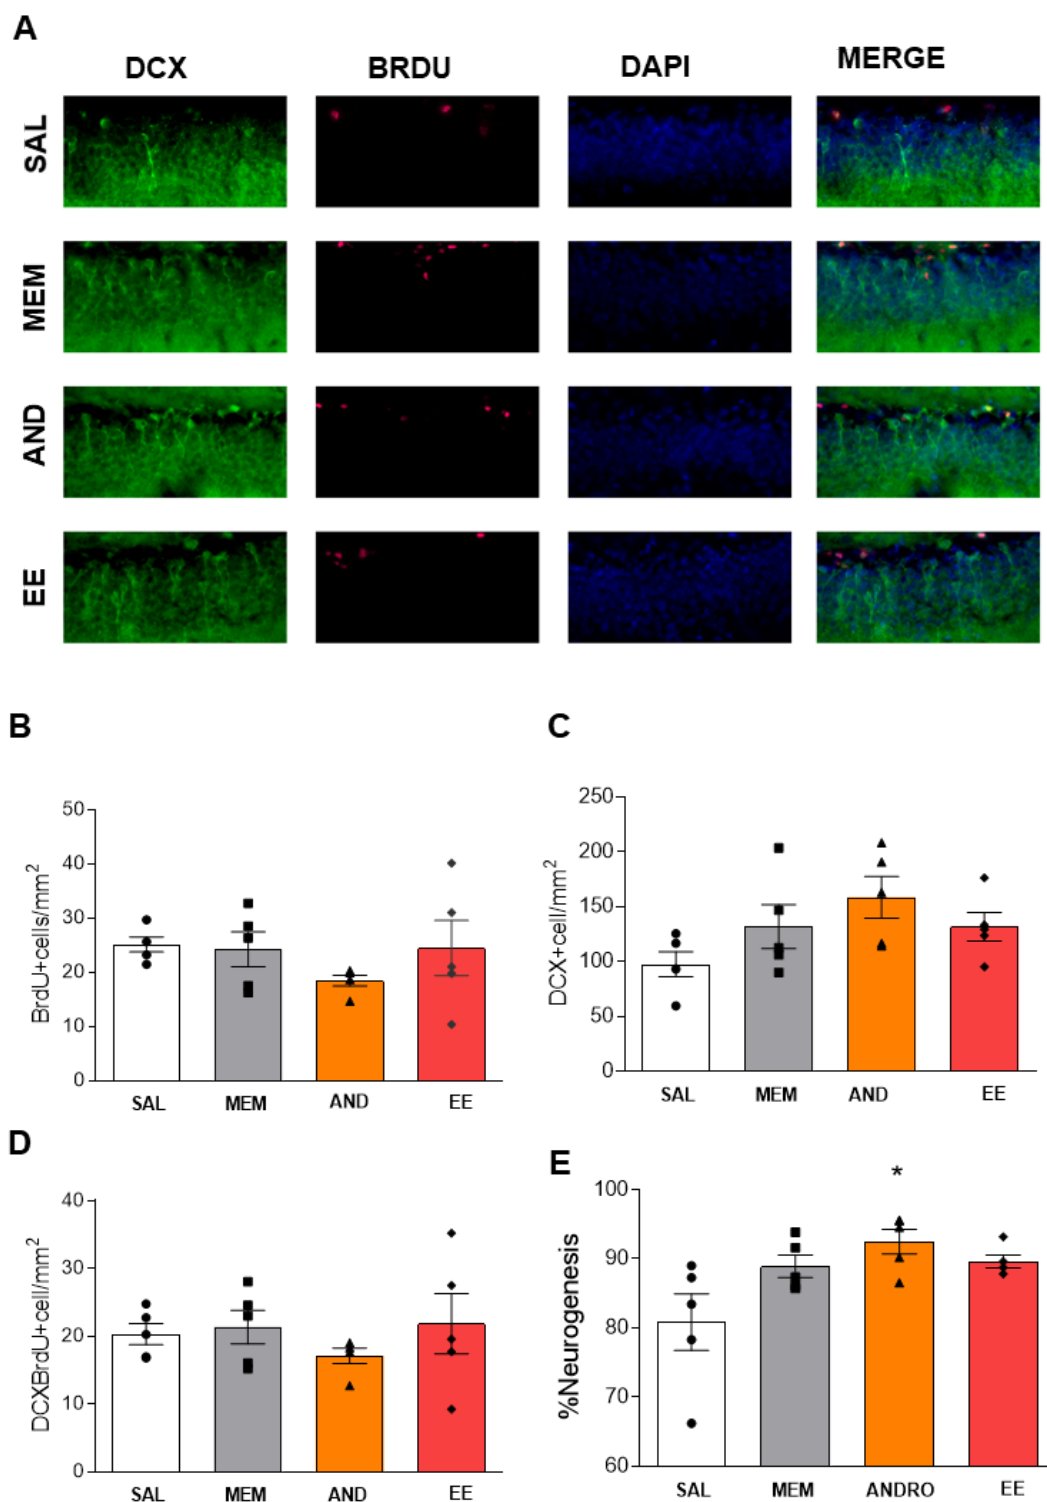 A
DCX BRDU DAPI MERGE
SAL
MEM
AND
EE
B
BrdU+cells/mm²
50
40
30
20
10
0
SAL MEM AND EE
C
DCX+cell/mm²
250
200
150
100
50
0
SAL MEM AND EE
D
DCXBrdU+cell/mm²
40
30
20
10
0
SAL MEM AND EE
E
%Neurogenesis
*
100
90
80
70
60
SAL MEM ANDRO EE